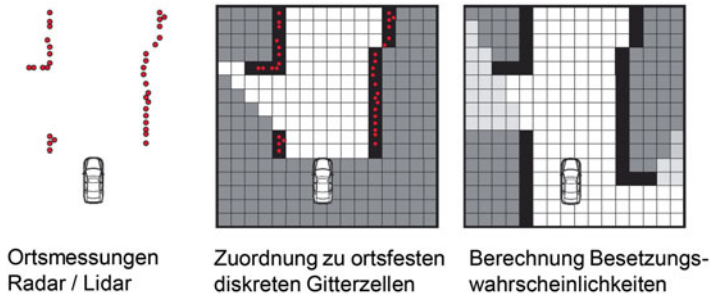 Ortsmessungen
Radar / Lidar
Zuordnung zu ortsfesten
diskreten Gitterzellen
Berechnung Besetzungs-
wahrscheinlichkeiten